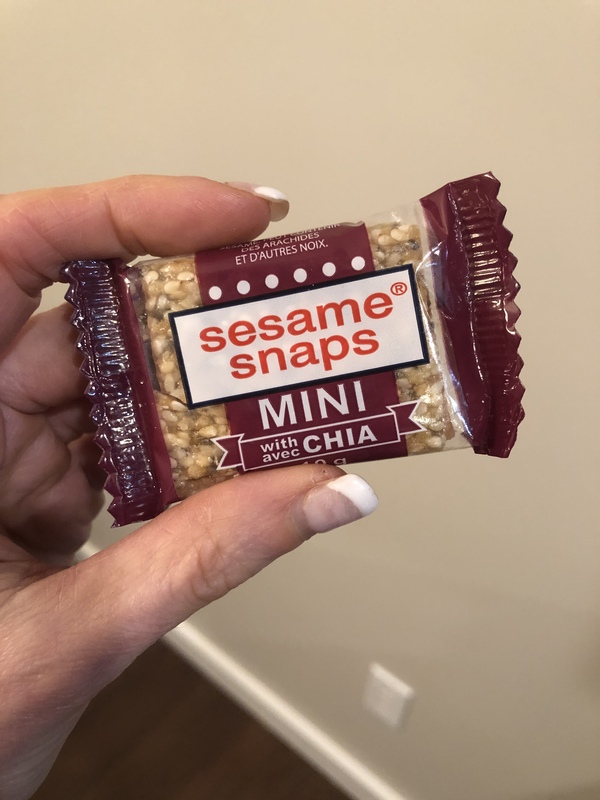 DES ARACHIDES
ET D'AUTRES NOIX.
sesame®
snaps
MINI
with
avec CHIA